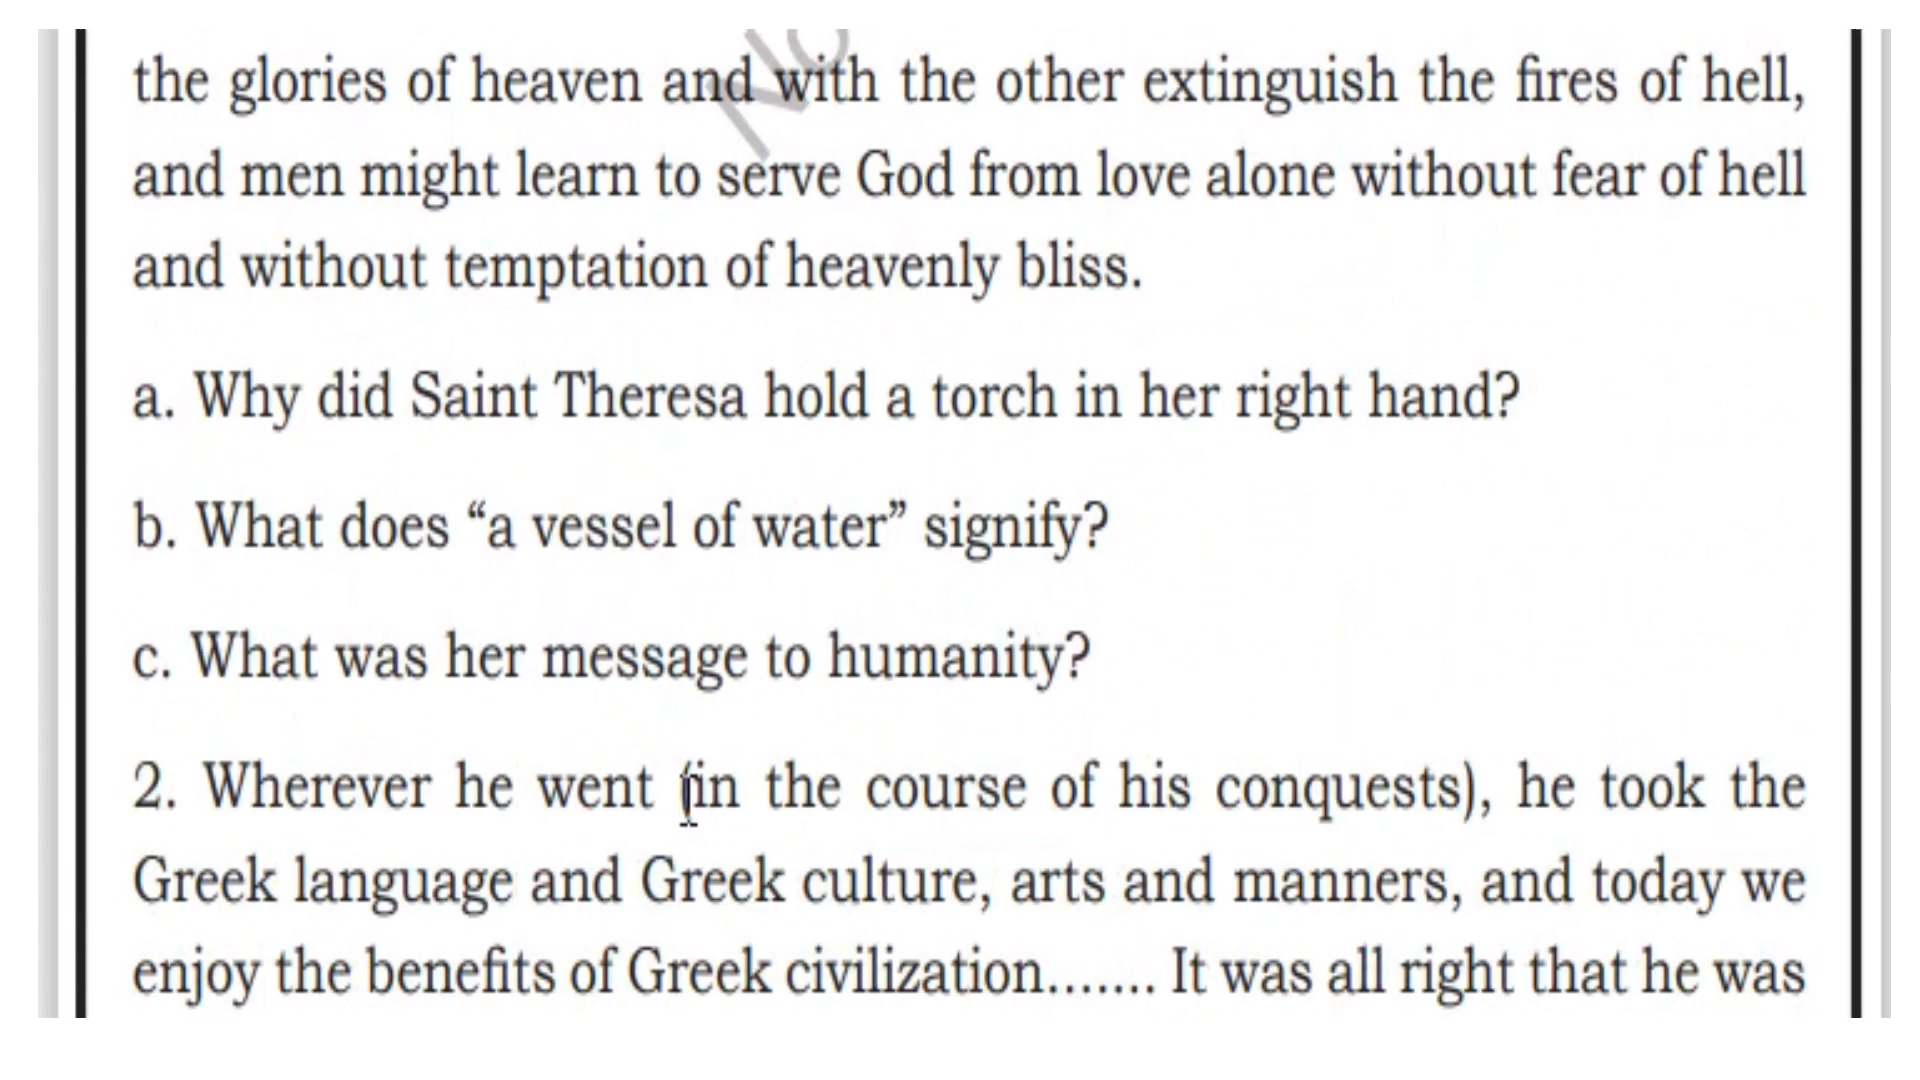 the glories of heaven and with the other extinguish the fires of hell,
and men might learn to serve God from love alone without fear of hell
and without temptation of heavenly bliss.
a. Why did Saint Theresa hold a torch in her right hand?
b. What does “a vessel of water” signify?
c. What was her message to humanity?
2. Wherever he went (in the course of his conquests), he took the
Greek language and Greek culture, arts and manners, and today we
enjoy the benefits of Greek civilization....... It was all right that he was